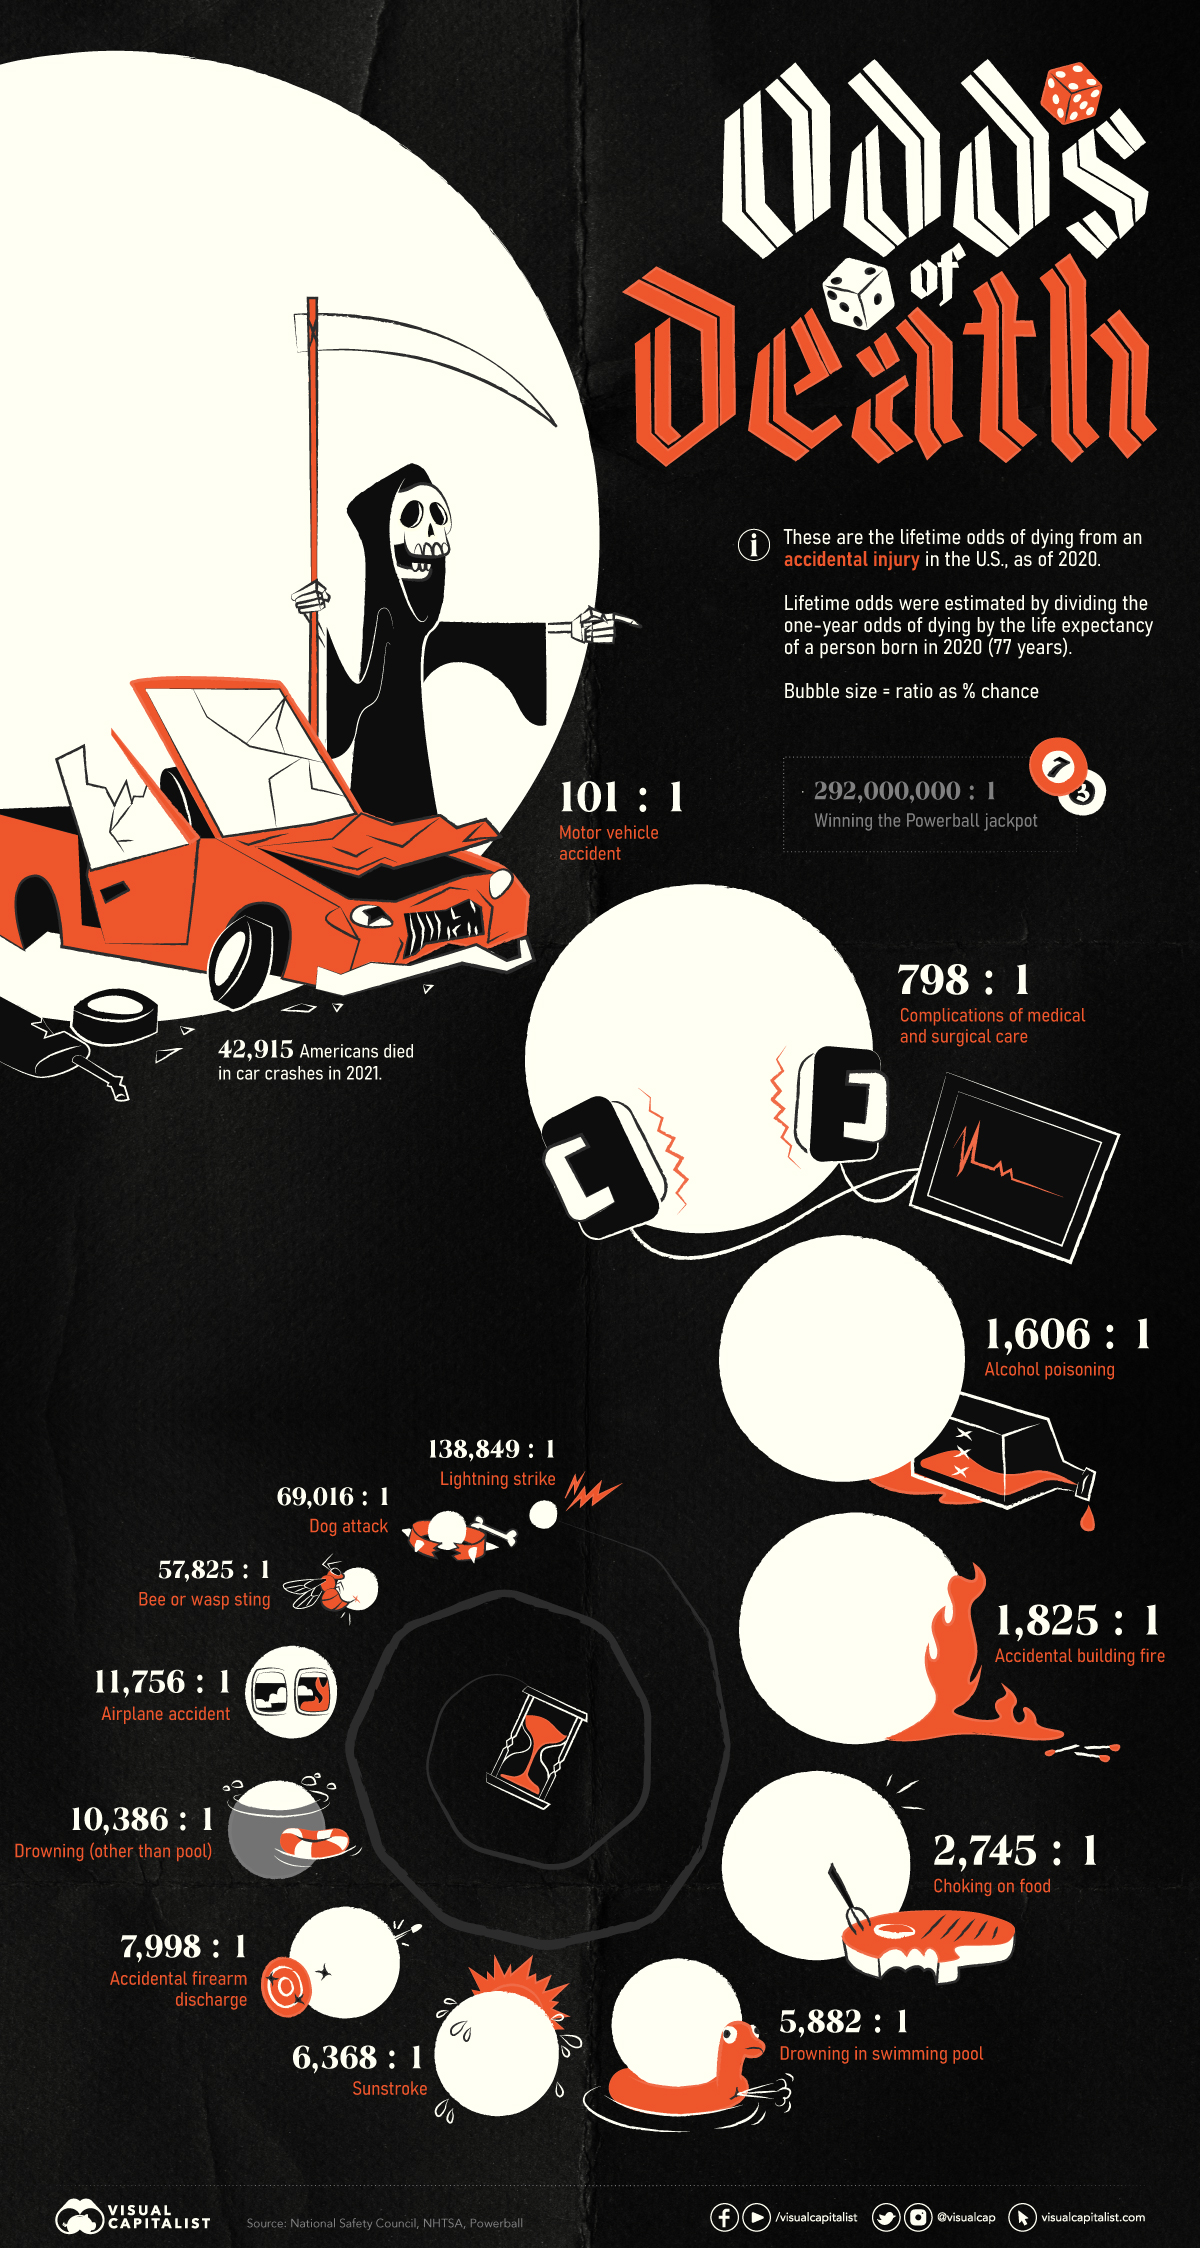 Odds
of
death
These are the lifetime odds of dying from an
accidental injury in the U.S., as of 2020.
Lifetime odds were estimated by dividing the
one-year odds of dying by the life expectancy
of a person born in 2020 (77 years).
Bubble size = ratio as % chance
292,000,000 : 1
Winning the Powerball jackpot
7
3
101 : 1
Motor vehicle
accident
42,915 Americans died
in car crashes in 2021.
798 : 1
Complications of medical
and surgical care
1,606 : 1
Alcohol poisoning
1,825 : 1
Accidental building fire
2,745 : 1
Choking on food
5,882 : 1
Drowning in swimming pool
6,368 : 1
Sunstroke
7,998 : 1
Accidental firearm
discharge
10,386 : 1
Drowning (other than pool)
11,756 : 1
Airplane accident
57,825 : 1
Bee or wasp sting
69,016 : 1
Dog attack
138,849 : 1
Lightning strike
VISUAL
CAPITALIST
Source: National Safety Council, NHTSA, Powerball
/visualcapitalist
@visualcap
visualcapitalist.com